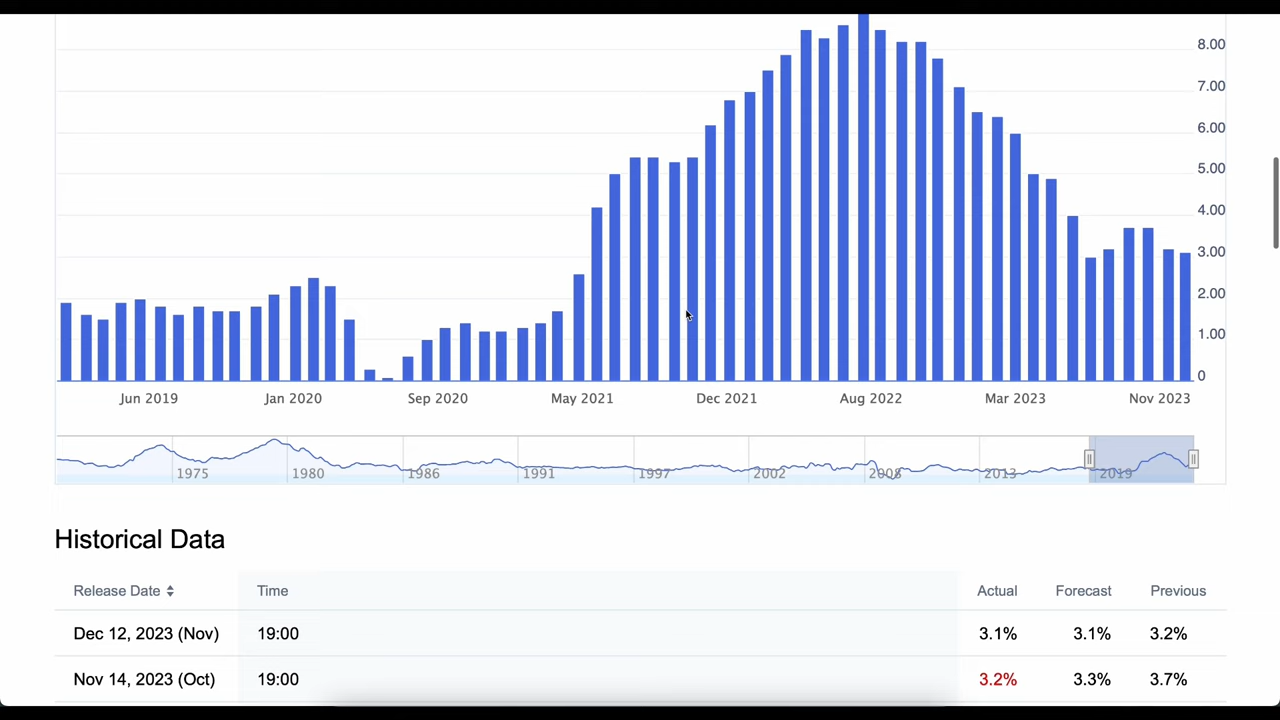 8.00
7.00
6.00
5.00
4.00
3.00
2.00
1.00
0
Jun 2019 Jan 2020 Sep 2020 May 2021 Dec 2021 Aug 2022 Mar 2023 Nov 2023
1975 1980 1986 1991 1997 2002 2008 2013 2019
Historical Data
Release Date Time Actual Forecast Previous
Dec 12, 2023 (Nov) 19:00 3.1% 3.1% 3.2%
Nov 14, 2023 (Oct) 19:00 3.2% 3.3% 3.7%